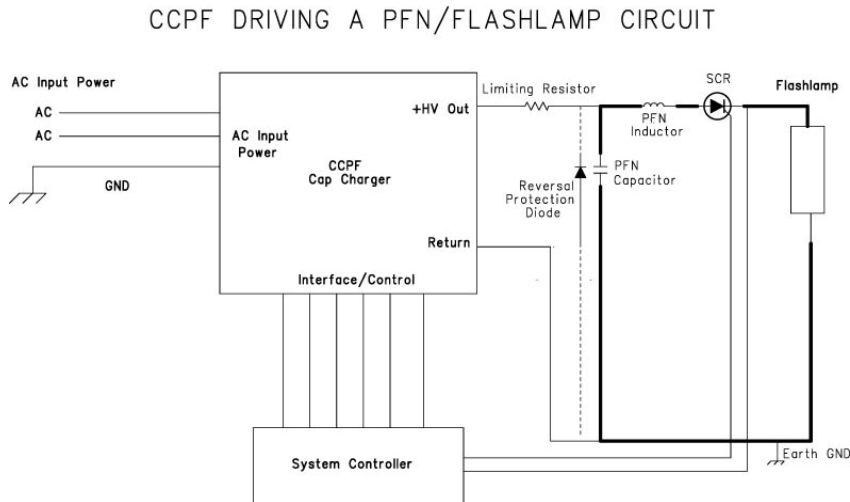 CCPF DRIVING A PFN/FLASHLAMP CIRCUIT
AC Input Power
SCR
Flashlamp
Limiting Resistor
+HV Out
AC
AC
AC Input
Power
PFN
Inductor
CCPF
Cap Charger
GND
PFN
Capacitor
Reversal
Protection
Diode
Return
Interface/Control
Earth GND
System Controller